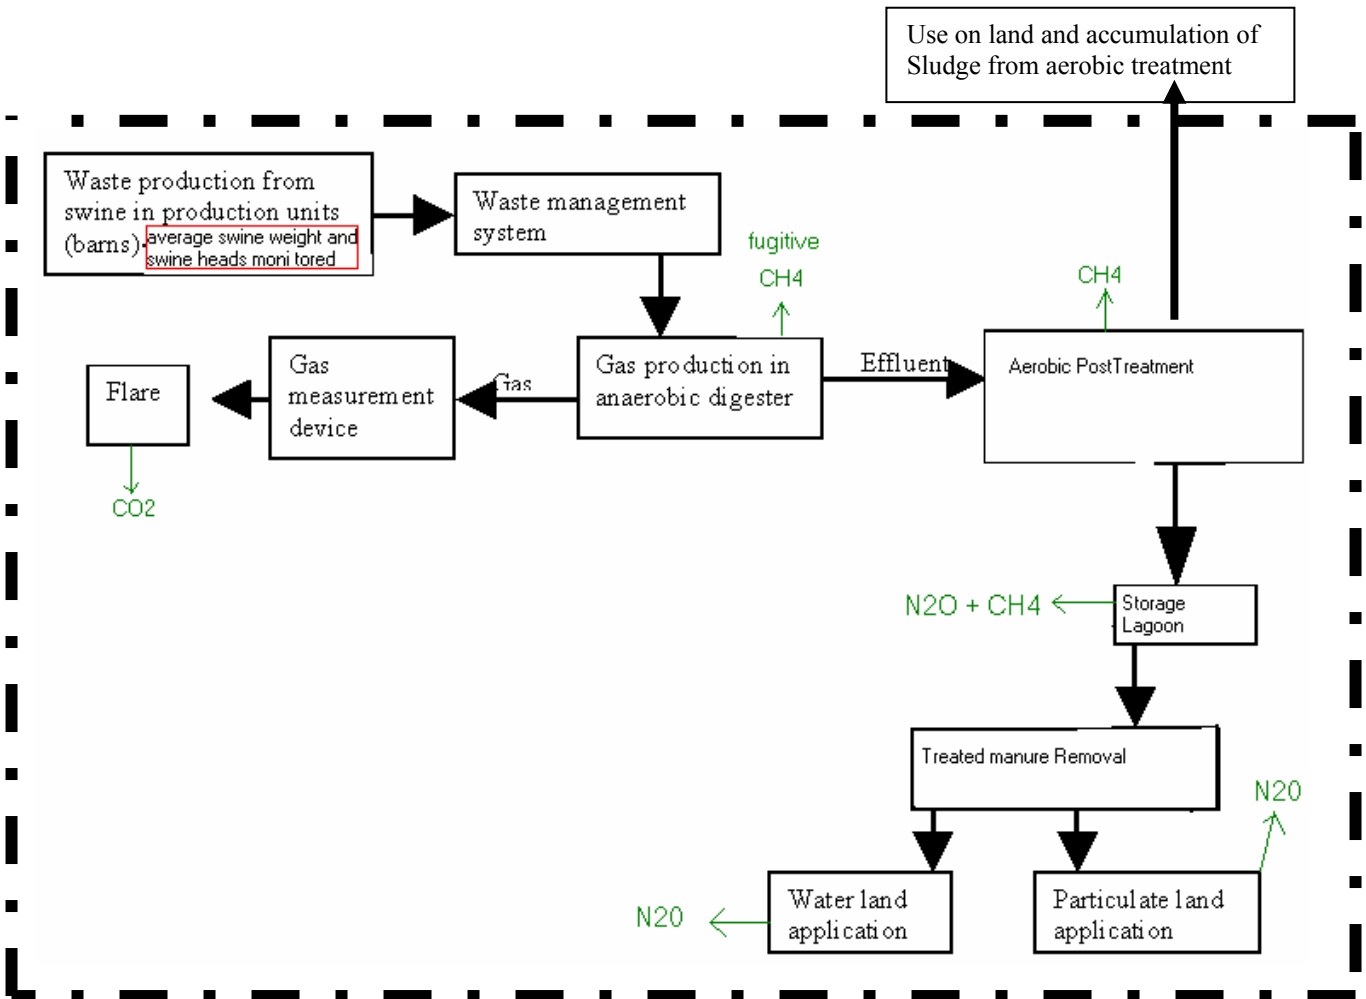 Use on land and accumulation of
Sludge from aerobic treatment
Waste production from
swine in production units
(barns)-
average swine weight and
swine heads moni tored
Waste management
system
fugitive
CH4
CH4
Flare
Gas
measurement
device
Gas
Gas production in
anaerobic digester
Effluent
Aerobic PostTreatment
CO2
N2O + CH4
Storage
Lagoon
Treated manure Removal
N20
N20
Water land
application
Particulate land
application